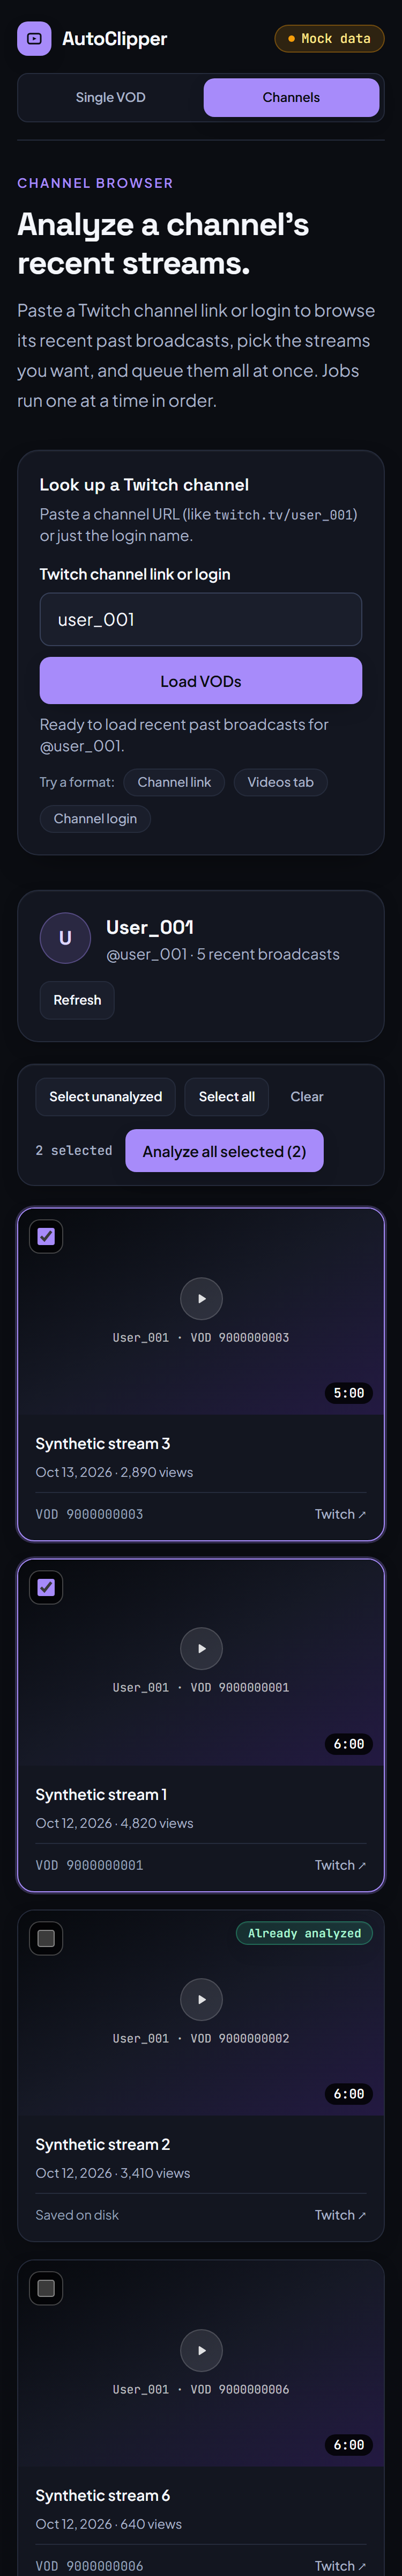 AutoClipper
Mock data
Single VOD
Channels
CHANNEL BROWSER
Analyze a channel's
recent streams.
Paste a Twitch channel link or login to browse
its recent past broadcasts, pick the streams
you want, and queue them all at once. Jobs
run one at a time in order.
Look up a Twitch channel
Paste a channel URL (like twitch.tv/user_001)
or just the login name.
Twitch channel link or login
user_001
Load VODs
Ready to load recent past broadcasts for
@user_001.
Try a format: Channel link Videos tab
Channel login
U
User_001
@user_001 · 5 recent broadcasts
Refresh
Select unanalyzed Select all Clear
2 selected Analyze all selected (2)
User_001 · VOD 9000000003
5:00
Synthetic stream 3
Oct 13, 2026 · 2,890 views
VOD 9000000003 Twitch ↗
User_001 · VOD 9000000001
6:00
Synthetic stream 1
Oct 12, 2026 · 4,820 views
VOD 9000000001 Twitch ↗
Already analyzed
User_001 · VOD 9000000002
6:00
Synthetic stream 2
Oct 12, 2026 · 3,410 views
Saved on disk Twitch ↗
User_001 · VOD 9000000006
6:00
Synthetic stream 6
Oct 12, 2026 · 640 views
VOD 9000000006 Twitch ↗